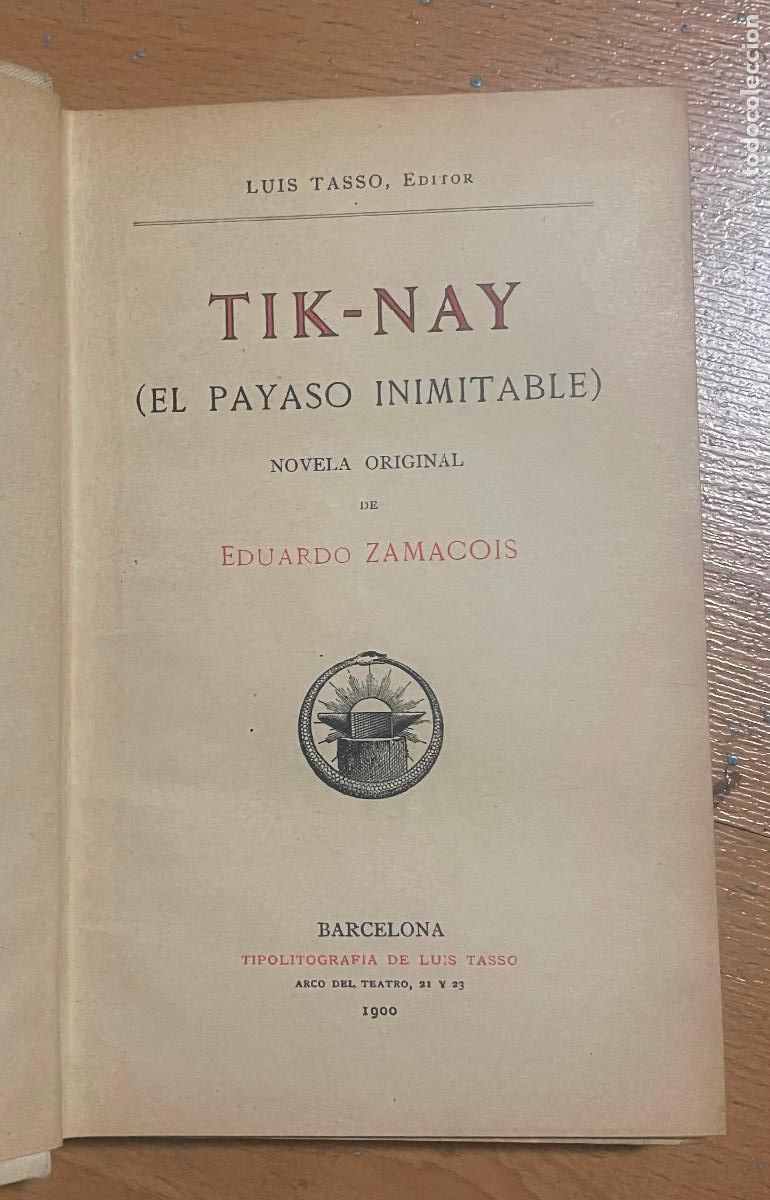 LUIS TASSO, EDITOR
TIK-NAY
(EL PAYASO INIMITABLE)
NOVELA ORIGINAL
DE
EDUARDO ZAMACOIS
BARCELONA
TIPOLITOGRAFIA DE LUIS TASSO
ARCO DEL TEATRO, 21 Y 23
1900
todocoleccion